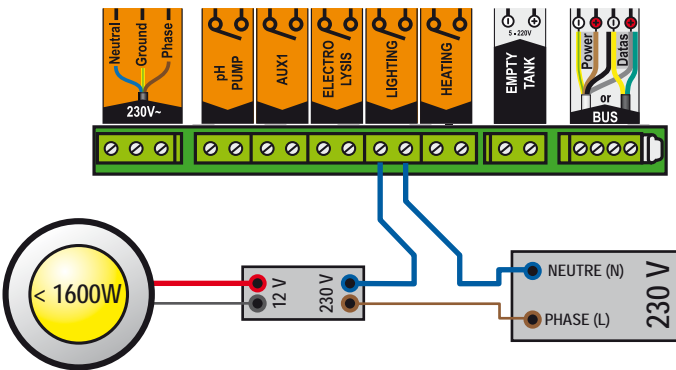 Neutral
Ground
Phase
230V~
pH
PUMP
AUX1
ELECTRO
LYSIS
LIGHTING
HEATING
5 - 220V
EMPTY
TANK
Power
Datas
or
BUS
< 1600W
12 V
230 V
NEUTRE (N)
PHASE (L)
230 V